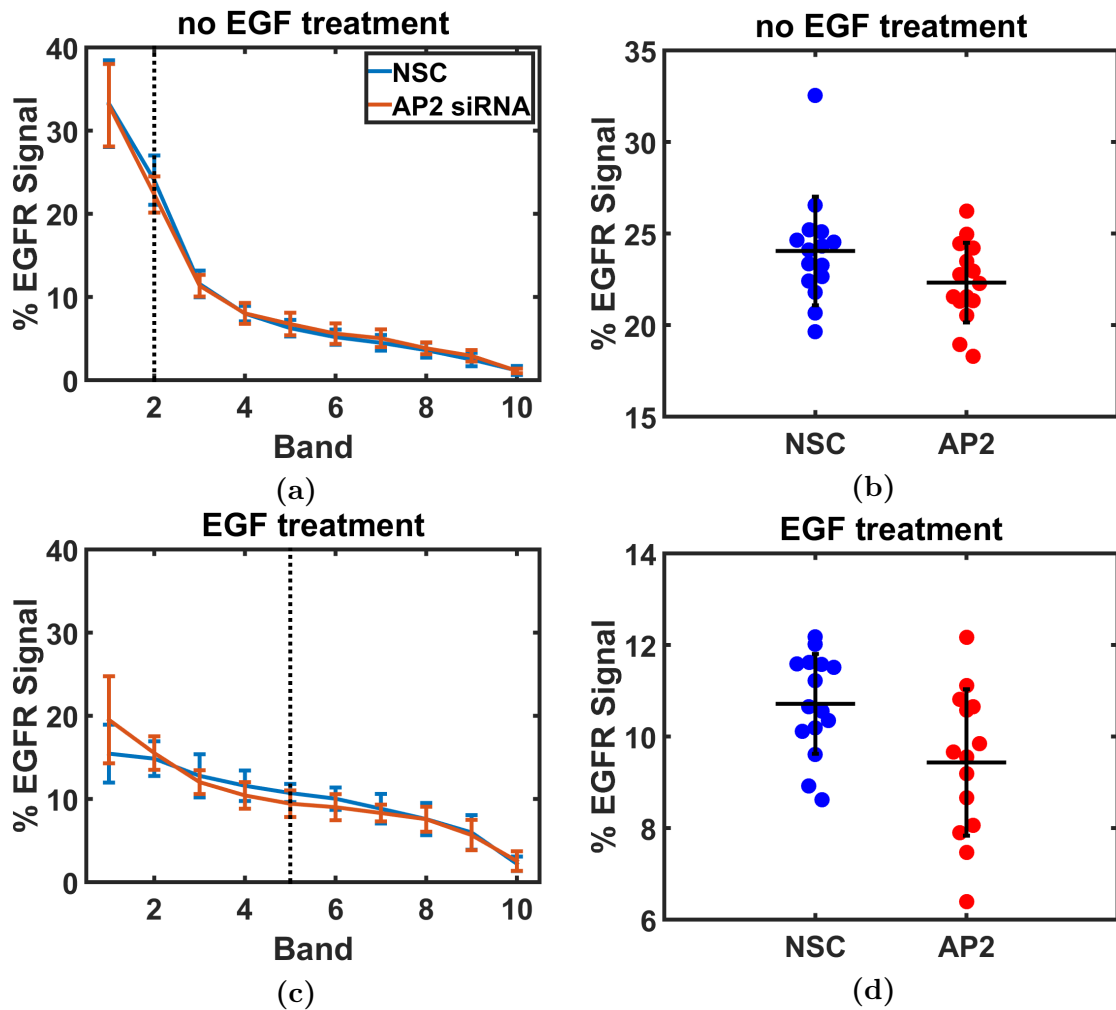 no EGF treatment
40
30
20
10
0
% EGFR Signal
NSC
AP2 siRNA
2
4
6
8
10
Band
(a)
no EGF treatment
35
30
25
20
15
% EGFR Signal
NSC
AP2
(b)
EGF treatment
40
30
20
10
0
% EGFR Signal
2
4
6
8
10
Band
(c)
EGF treatment
14
12
10
8
6
% EGFR Signal
NSC
AP2
(d)